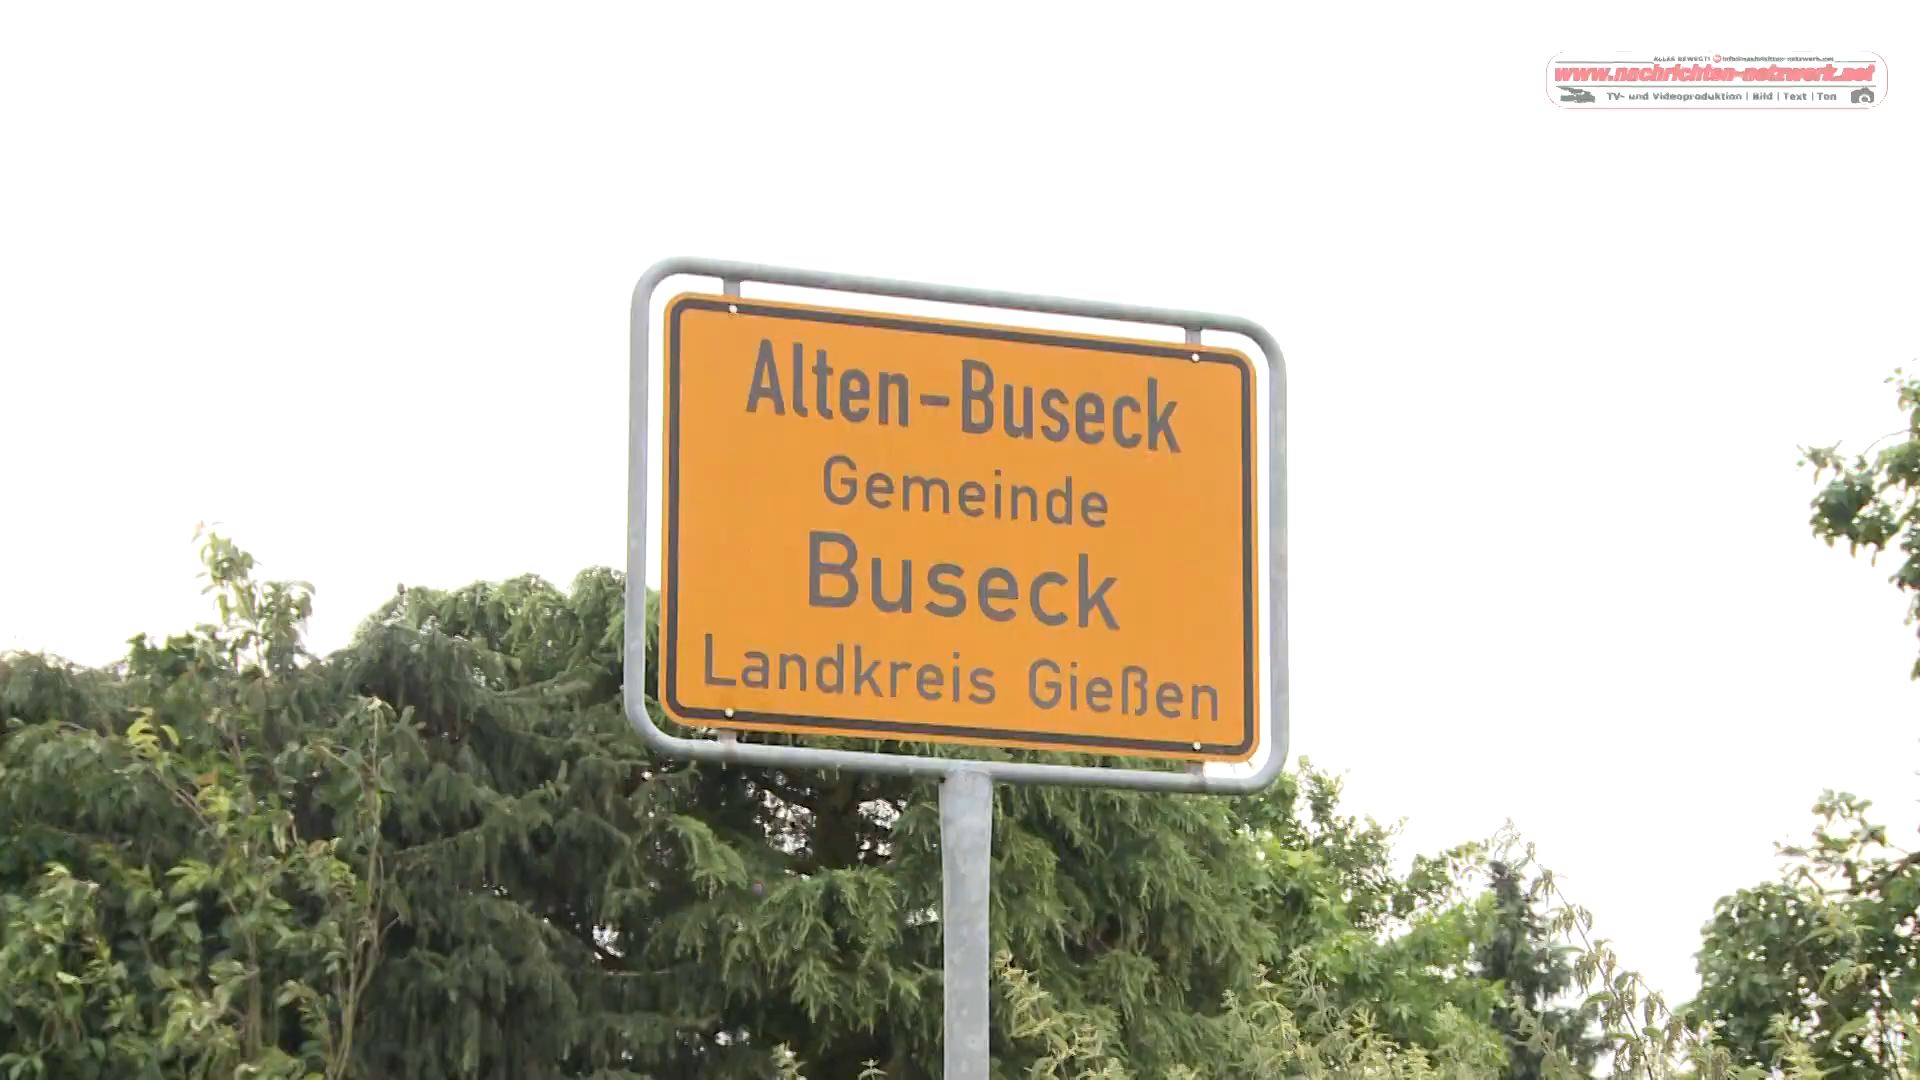 www.nachrichten-netzwerk.net
TV- und Videoproduktion | Bild | Text | Ton
Alten-Buseck
Gemeinde
Buseck
Landkreis Gießen